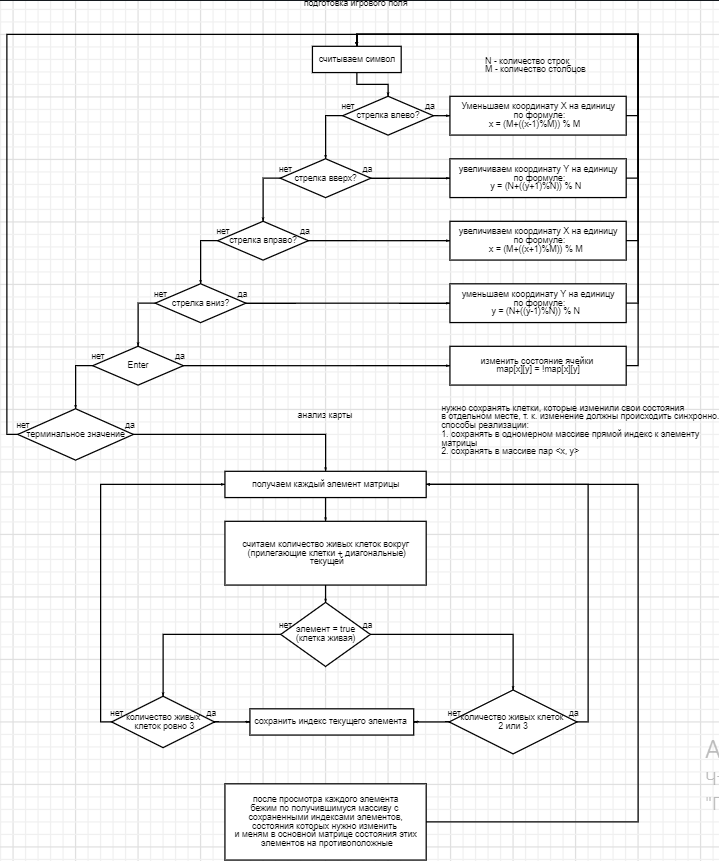 подготовка игрового поля
считываем символ
N - количество строк
M - количество столбцов
нет
да
стрелка влево?
Уменьшаем координату X на единицу
по формуле:
x = (M+((x-1)%M)) % M
нет
да
стрелка вверх?
увеличиваем координату Y на единицу
по формуле:
y = (N+((y+1)%N)) % N
нет
да
стрелка вправо?
увеличиваем координату X на единицу
по формуле:
x = (M+((x+1)%M)) % M
нет
да
стрелка вниз?
уменьшаем координату Y на единицу
по формуле:
y = (N+((y-1)%N)) % N
нет
да
Enter
изменить состояние ячейки
map[x][y] = !map[x][y]
нет
да
терминальное значение
анализ карты
нужно сохранять клетки, которые изменили свои состояния
в отдельном месте, т. к. изменение должны происходить синхронно.
способы реализации:
1. сохранять в одномерном массиве прямой индекс к элементу
матрицы
2. сохранять в массиве пар <x, y>
получаем каждый элемент матрицы
считаем количество живых клеток вокруг
(прилегающие клетки + диагональные)
текущей
нет
да
элемент = true
(клетка живая)
нет
да
количество живых
клеток ровно 3
сохранить индекс текущего элемента
нет
да
количество живых клеток
2 или 3
после просмотра каждого элемента
бежим по получившимуся массиву с
сохраненными индексами элементов,
состояния которых нужно изменить
и меням в основной матрице состояния этих
элементов на противоположные